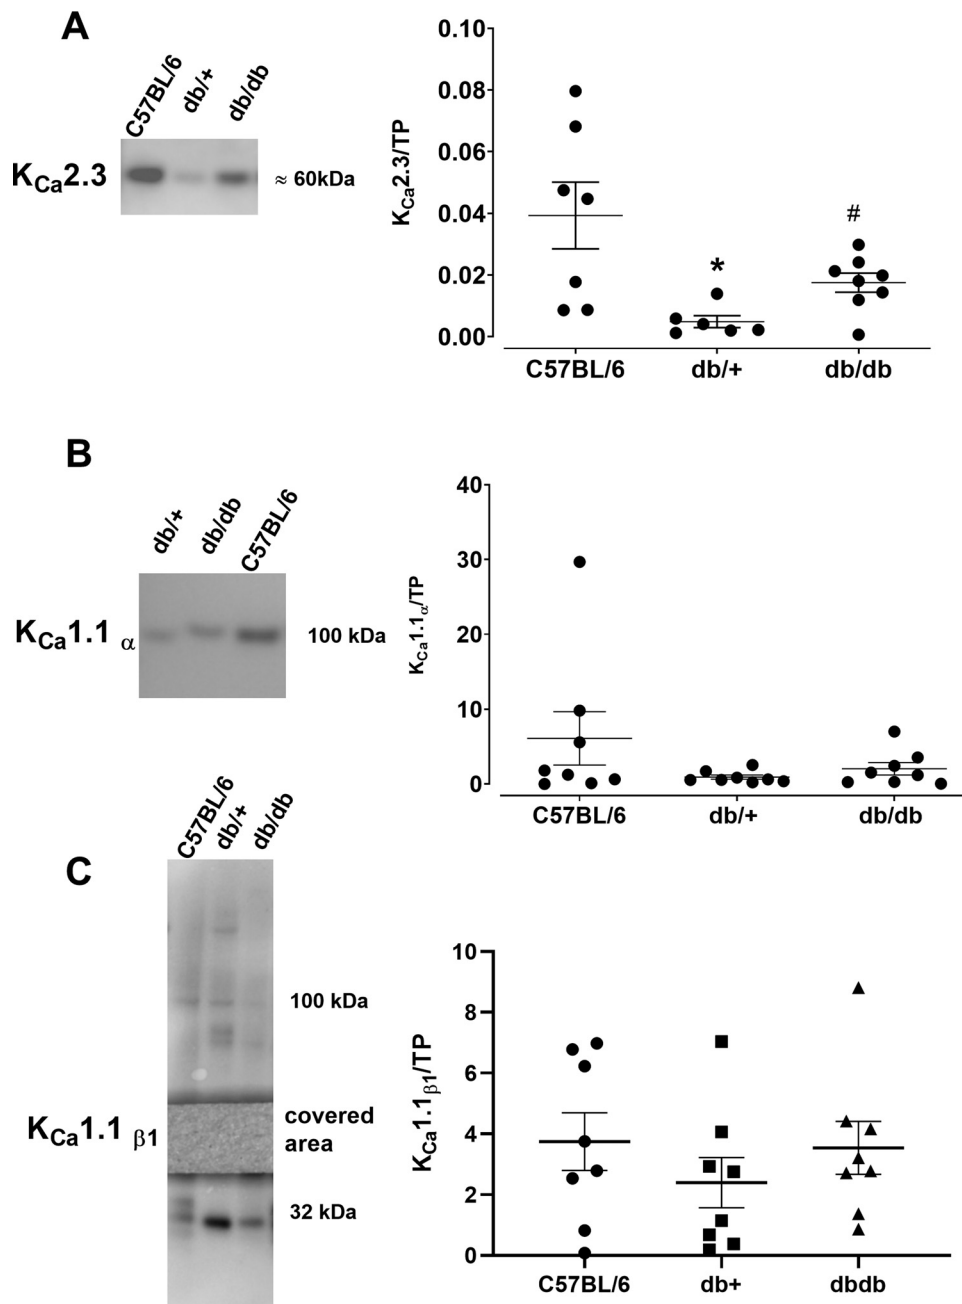 A
C57BL/6
db/+
db/db
KCa2.3
≈ 60kDa
KCa2.3/TP
0.10
0.08
0.06
0.04
0.02
0.00
*
#
C57BL/6
db/+
db/db
B
db/+
db/db
C57BL/6
KCa1.1 α
100 kDa
KCa1.1α/TP
40
30
20
10
0
C57BL/6
db/+
db/db
C
C57BL/6
db/+
db/db
100 kDa
KCa1.1 β1
covered
area
32 kDa
KCa1.1β1/TP
10
8
6
4
2
0
C57BL/6
db+
dbdb